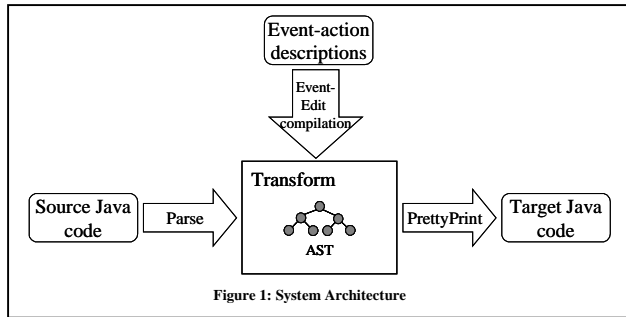 Event-action
descriptions
Event-
Edit
compilation
Transform
Source Java
code
Parse
AST
PrettyPrint
Target Java
code
Figure 1: System Architecture